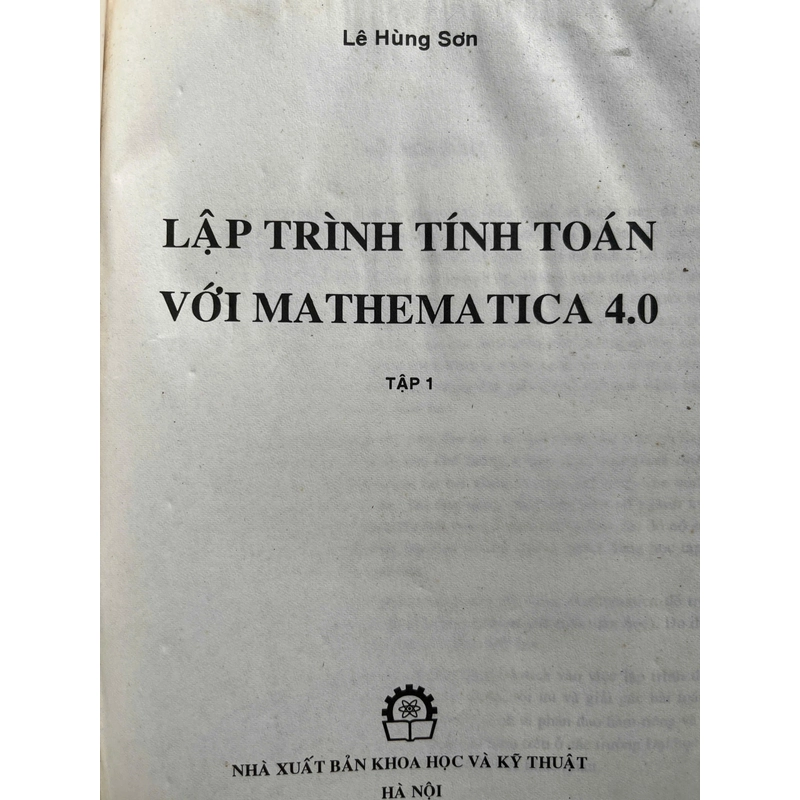 Lê Hùng Sơn
LẬP TRÌNH TÍNH TOÁN
VỚI MATHEMATICA 4.0
TẬP 1
NHÀ XUẤT BẢN KHOA HỌC VÀ KỸ THUẬT
HÀ NỘI